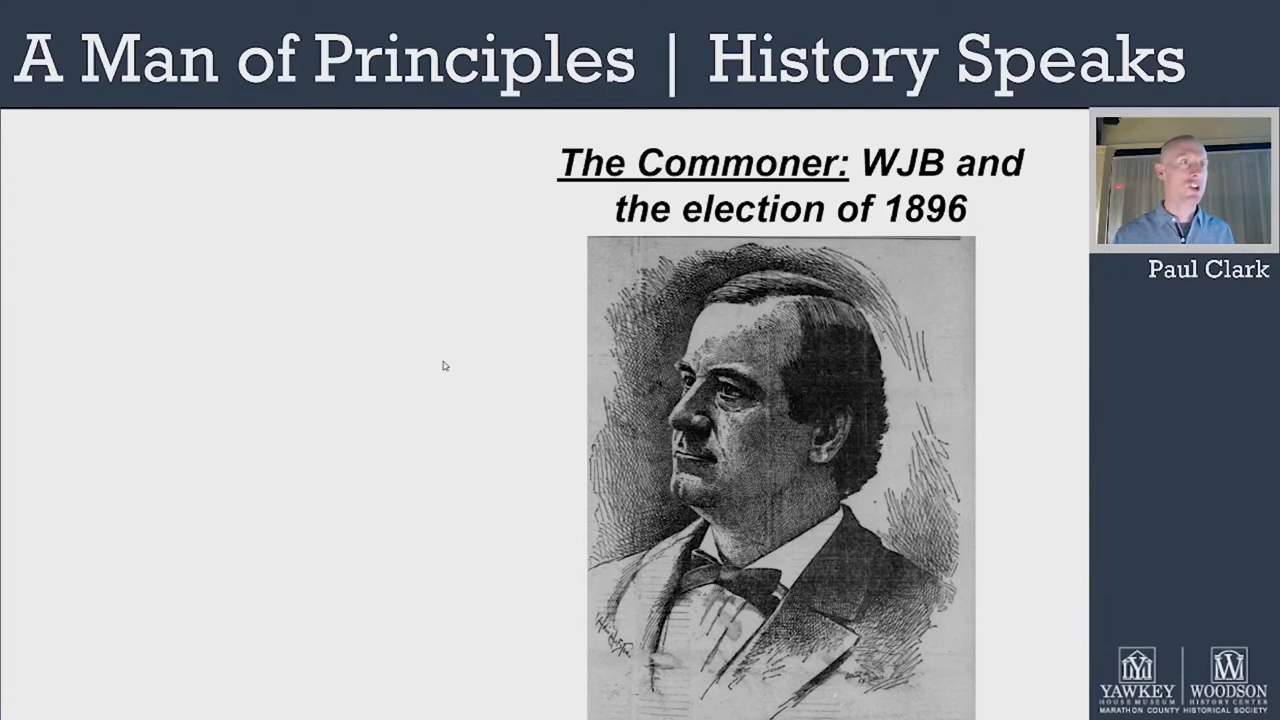 A Man of Principles | History Speaks
The Commoner: WJB and
the election of 1896
Paul Clark
YAWKEY
HOUSE MUSEUM
WOODSON
HISTORY CENTER
MARATHON COUNTY HISTORICAL SOCIETY